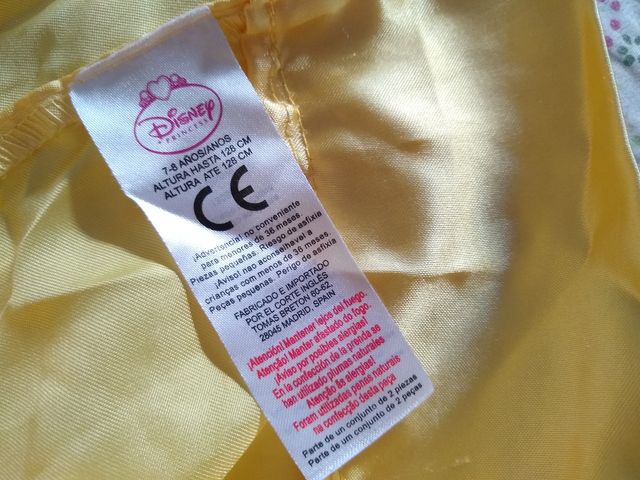 DISNEY
PRINCESS
7-8 AÑOS/ANOS
ALTURA HASTA 128 CM
ALTURA ATE 128 CM
CE
¡Advertencia! no conveniente
para menores de 36 meses
Piezas pequeñas. Riesgo de asfixia
¡Aviso! nao aconselhavel a
crianças com menos de 36 meses.
Peças pequenas. Perigo de asfixia
FABRICADO E IMPORTADO
POR EL CORTE INGLÉS
TOMAS BRETON 60-62.
28045 MADRID. SPAIN
¡Atención! Mantener lejos del fuego.
Atenção! Manter afastado do fogo.
¡Aviso por posibles alergias!
En la confección de la prenda se
han utilizado plumas naturales
Atenção ás alergias!
Foram utilizadas penas naturais
na confecção desta peça
Parte de un conjunto de 2 piezas
Parte de um conjunto de 2 peças